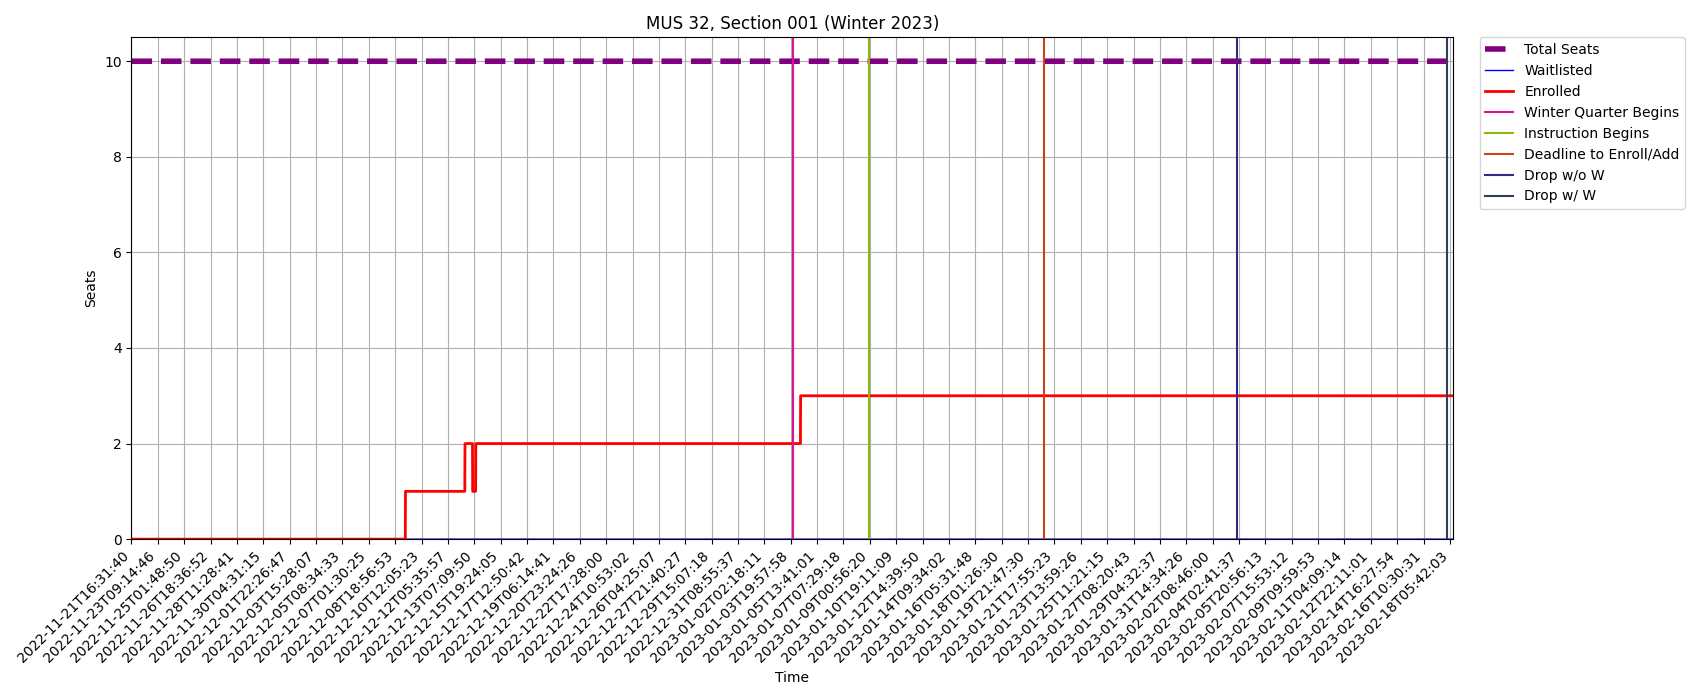 MUS 32, Section 001 (Winter 2023)
10
8
6
4
2
0
Seats
Total Seats
Waitlisted
Enrolled
Winter Quarter Begins
Instruction Begins
Deadline to Enroll/Add
Drop w/o W
Drop w/ W
2022-11-21T16:31:40
2022-11-23T09:14:46
2022-11-25T01:48:50
2022-11-26T18:36:52
2022-11-28T11:28:41
2022-11-30T04:31:15
2022-12-01T22:26:47
2022-12-03T15:28:07
2022-12-05T08:34:33
2022-12-07T01:30:25
2022-12-08T18:56:53
2022-12-10T12:05:23
2022-12-12T05:35:57
2022-12-13T07:09:50
2022-12-15T19:24:05
2022-12-17T12:50:42
2022-12-19T06:14:41
2022-12-20T23:24:26
2022-12-22T17:28:00
2022-12-24T10:53:02
2022-12-26T04:25:07
2022-12-27T21:40:27
2022-12-29T15:07:18
2022-12-31T08:55:37
2023-01-02T02:18:11
2023-01-03T19:57:58
2023-01-05T13:41:01
2023-01-07T07:29:18
2023-01-09T00:56:20
2023-01-10T19:11:09
2023-01-12T14:39:50
2023-01-14T09:34:02
2023-01-16T05:31:48
2023-01-18T01:26:30
2023-01-19T21:47:30
2023-01-21T17:55:23
2023-01-23T13:59:26
2023-01-25T11:21:15
2023-01-27T08:20:43
2023-01-29T04:32:37
2023-01-31T14:34:26
2023-02-02T08:46:00
2023-02-04T02:41:37
2023-02-05T20:56:13
2023-02-07T15:53:12
2023-02-09T09:59:53
2023-02-11T04:09:14
2023-02-12T22:11:01
2023-02-14T16:27:54
2023-02-16T10:30:31
2023-02-18T05:42:03
Time